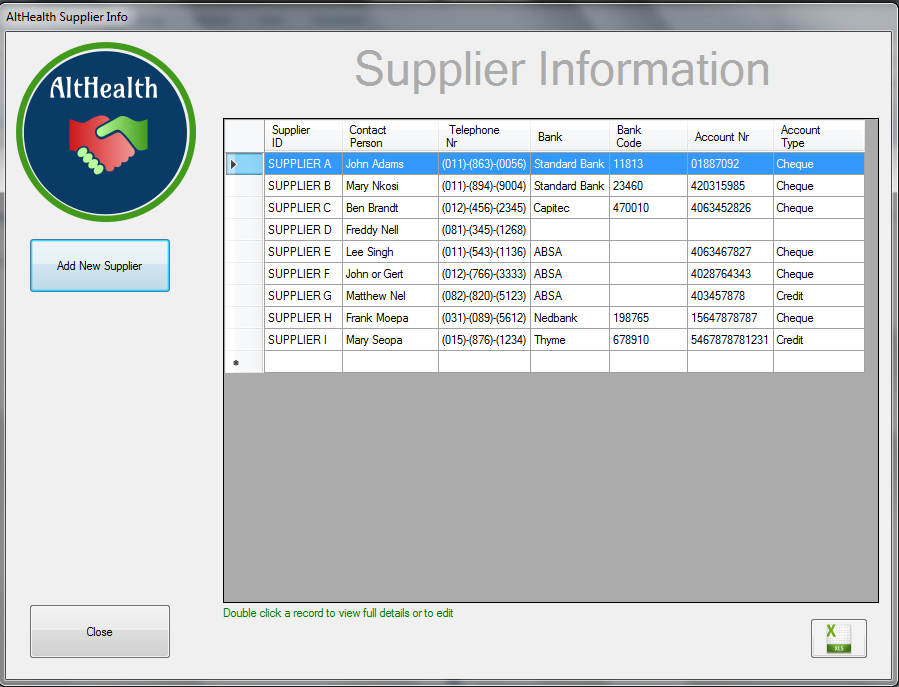 AltHealth Supplier Info
AltHealth
Supplier Information
Supplier ID Contact Person Telephone Nr Bank Bank Code Account Nr Account Type
SUPPLIER A John Adams (011)-(863)-(0056) Standard Bank 11813 01887092 Cheque
SUPPLIER B Mary Nkosi (011)-(894)-(9004) Standard Bank 23460 420315985 Cheque
SUPPLIER C Ben Brandt (012)-(456)-(2345) Capitec 470010 4063452826 Cheque
SUPPLIER D Freddy Nell (081)-(345)-(1268)
SUPPLIER E Lee Singh (011)-(543)-(1136) ABSA 4063467827 Cheque
SUPPLIER F John or Gert (012)-(766)-(3333) ABSA 4028764343 Cheque
SUPPLIER G Matthew Nel (082)-(820)-(5123) ABSA 403457878 Credit
SUPPLIER H Frank Moepa (031)-(089)-(5612) Nedbank 198765 15647878787 Cheque
SUPPLIER I Mary Seopa (015)-(876)-(1234) Thyme 678910 5467878781231 Credit
Add New Supplier
Double click a record to view full details or to edit
Close
X
XLS